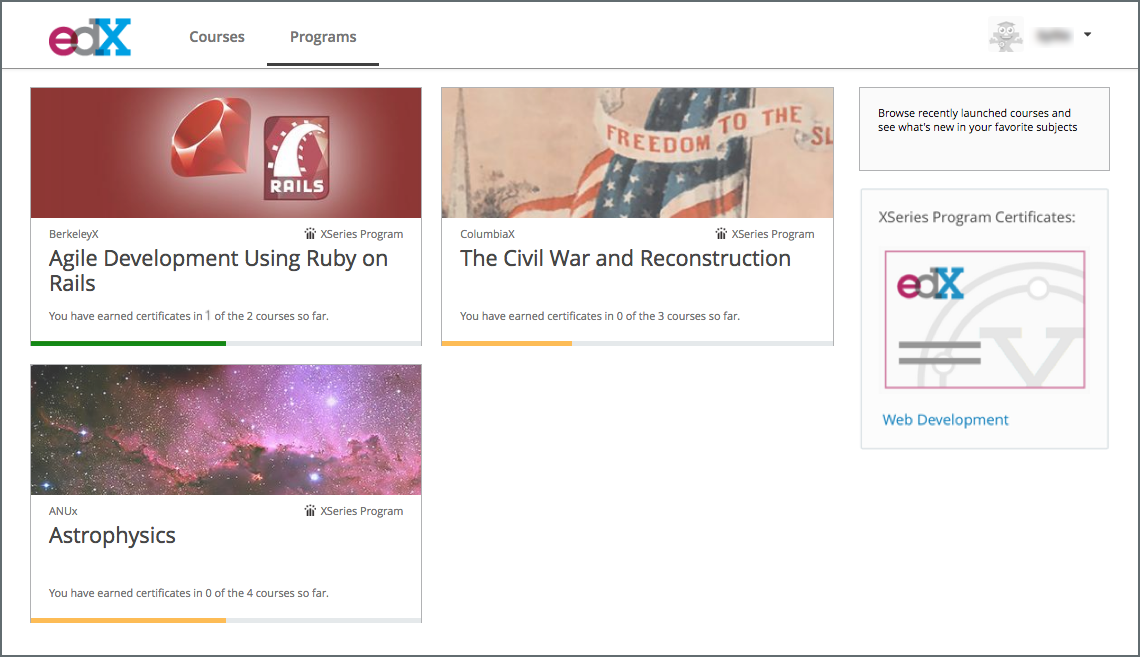 edX
Courses
Programs
RAILS
FREEDOM TO THE SL
BerkeleyX
XSeries Program
Agile Development Using Ruby on
Rails
You have earned certificates in 1 of the 2 courses so far.
ColumbiaX
XSeries Program
The Civil War and Reconstruction
You have earned certificates in 0 of the 3 courses so far.
Browse recently launched courses and
see what's new in your favorite subjects
XSeries Program Certificates:
edX
Web Development
ANUx
XSeries Program
Astrophysics
You have earned certificates in 0 of the 4 courses so far.